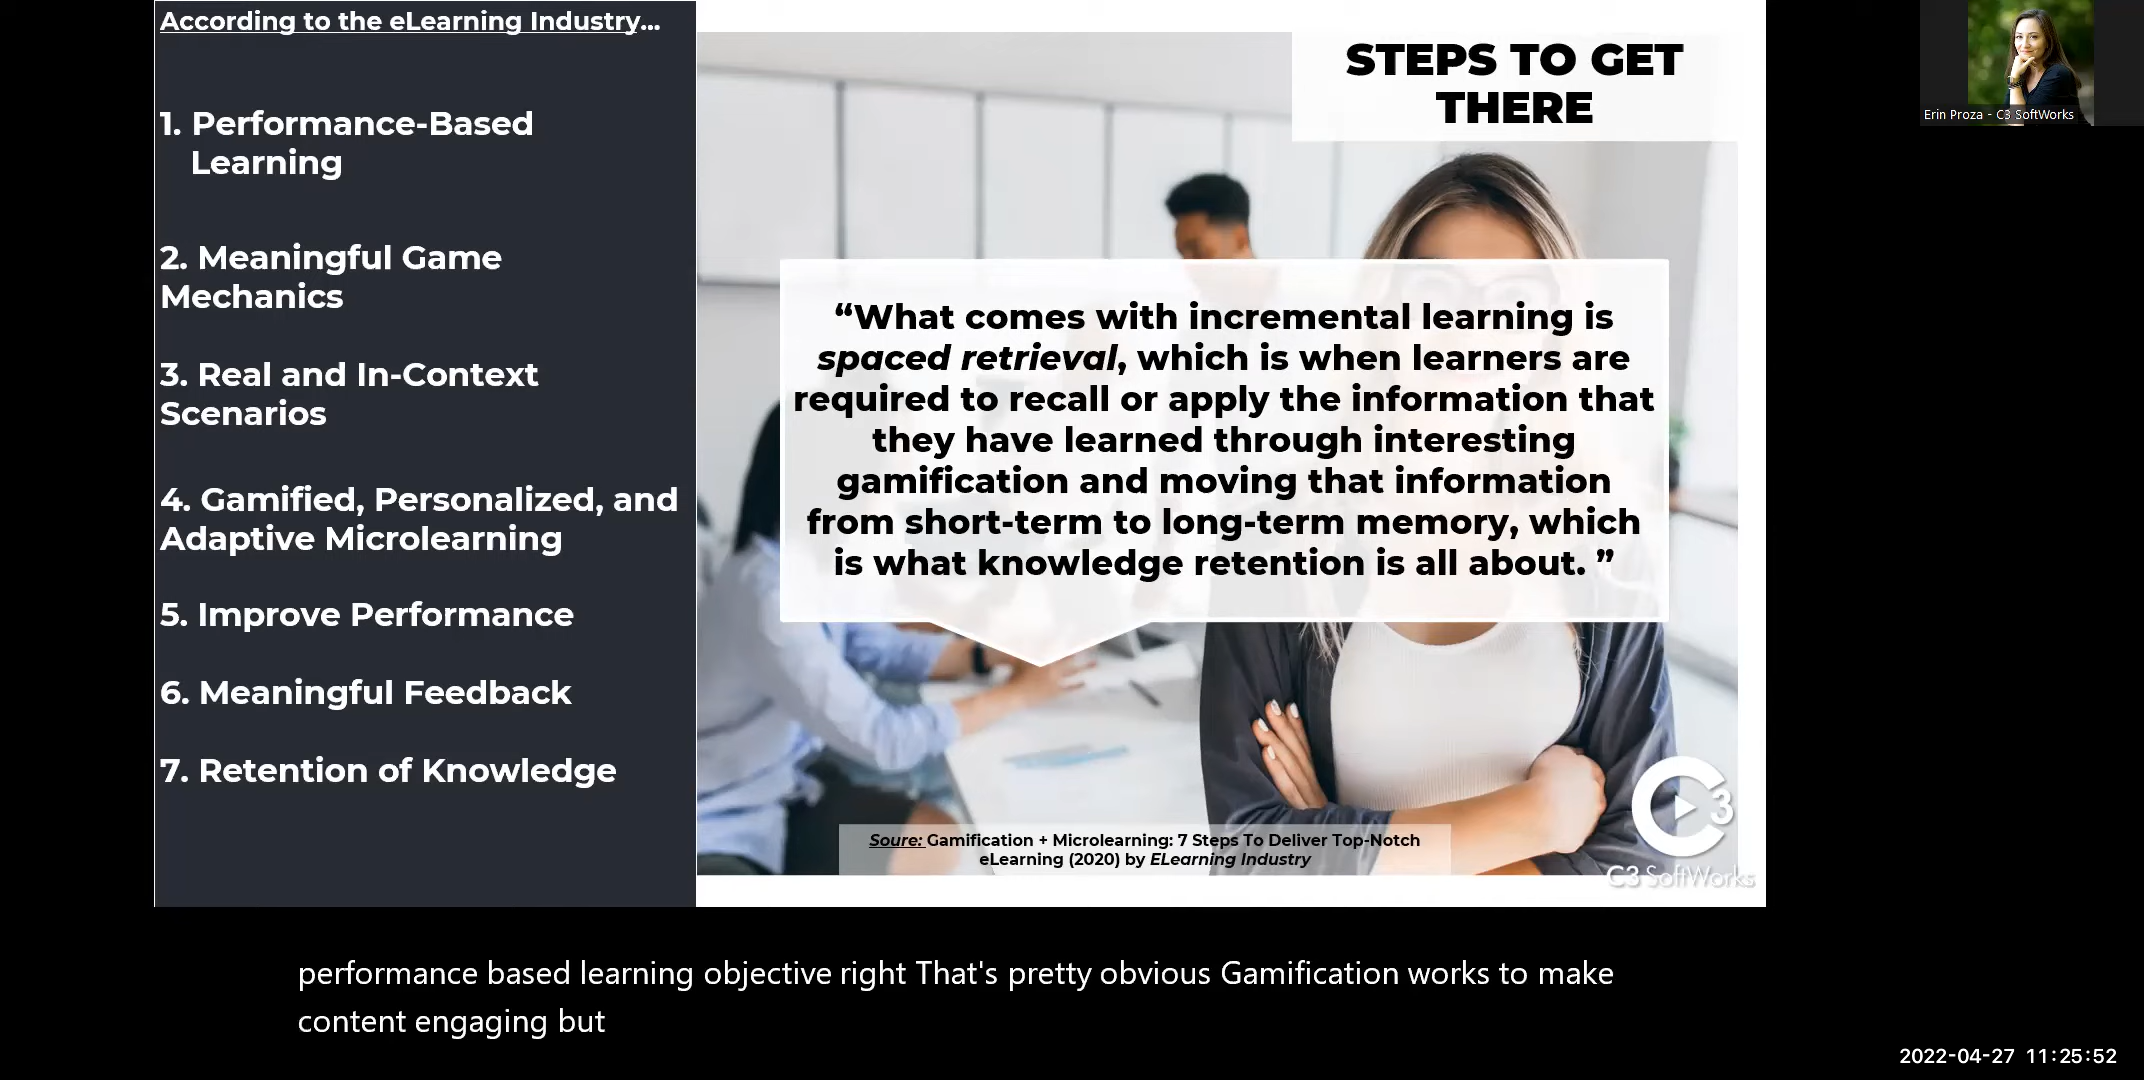 According to the eLearning Industry...
1. Performance-Based
Learning
2. Meaningful Game
Mechanics
3. Real and In-Context
Scenarios
4. Gamified, Personalized, and
Adaptive Microlearning
5. Improve Performance
6. Meaningful Feedback
7. Retention of Knowledge
STEPS TO GET
THERE
“What comes with incremental learning is
spaced retrieval, which is when learners are
required to recall or apply the information that
they have learned through interesting
gamification and moving that information
from short-term to long-term memory, which
is what knowledge retention is all about. ”
Soure: Gamification + Microlearning: 7 Steps To Deliver Top-Notch
eLearning (2020) by ELearning Industry
C3
C3 SoftWorks
Erin Proza - C3 SoftWorks
performance based learning objective right That's pretty obvious Gamification works to make
content engaging but
2022-04-27 11:25:52